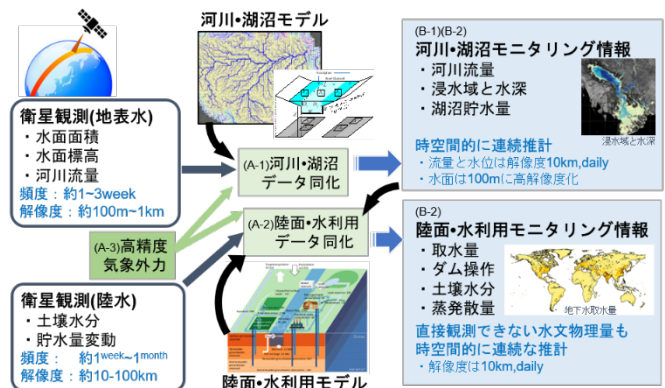 河川・湖沼モデル
衛星観測(地表水)
・水面面積
・水面標高
・河川流量
頻度：約1~3week
解像度：約100m~1km
(A-1)河川・湖沼
データ同化
(A-2)陸面・水利用
データ同化
(A-3)高精度
気象外力
衛星観測(陸水)
・土壌水分
・貯水量変動
頻度： 約1week~1month
解像度：約10-100km
陸面・水利用モデル
(B-1)(B-2)
河川・湖沼モニタリング情報
・河川流量
・浸水域と水深
・湖沼貯水量
浸水域と水深
時空間的に連続推計
・流量と水位は解像度10km,daily
・水面は100mに高解像度化
(B-2)
陸面・水利用モニタリング情報
・取水量
・ダム操作
・土壌水分
・蒸発散量
地下水取水量
直接観測できない水文物理量も
時空間的に連続な推計
・解像度は10km,daily